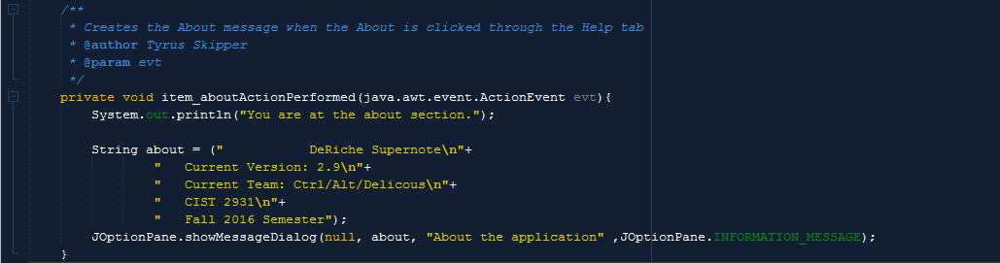 /**
 * Creates the About message when the About is clicked through the Help tab
 * @author Tyrus Skipper
 * @param evt
 */
private void item_aboutActionPerformed(java.awt.event.ActionEvent evt){
    System.out.println("You are at the about section.");
    String about = ("           DeRiche Supernote\n"+
            "   Current Version: 2.9\n"+
            "   Current Team: Ctrl/Alt/Delicous\n"+
            "   CIST 2931\n"+
            "   Fall 2016 Semester");
    JOptionPane.showMessageDialog(null, about, "About the application" ,JOptionPane.INFORMATION_MESSAGE);
}